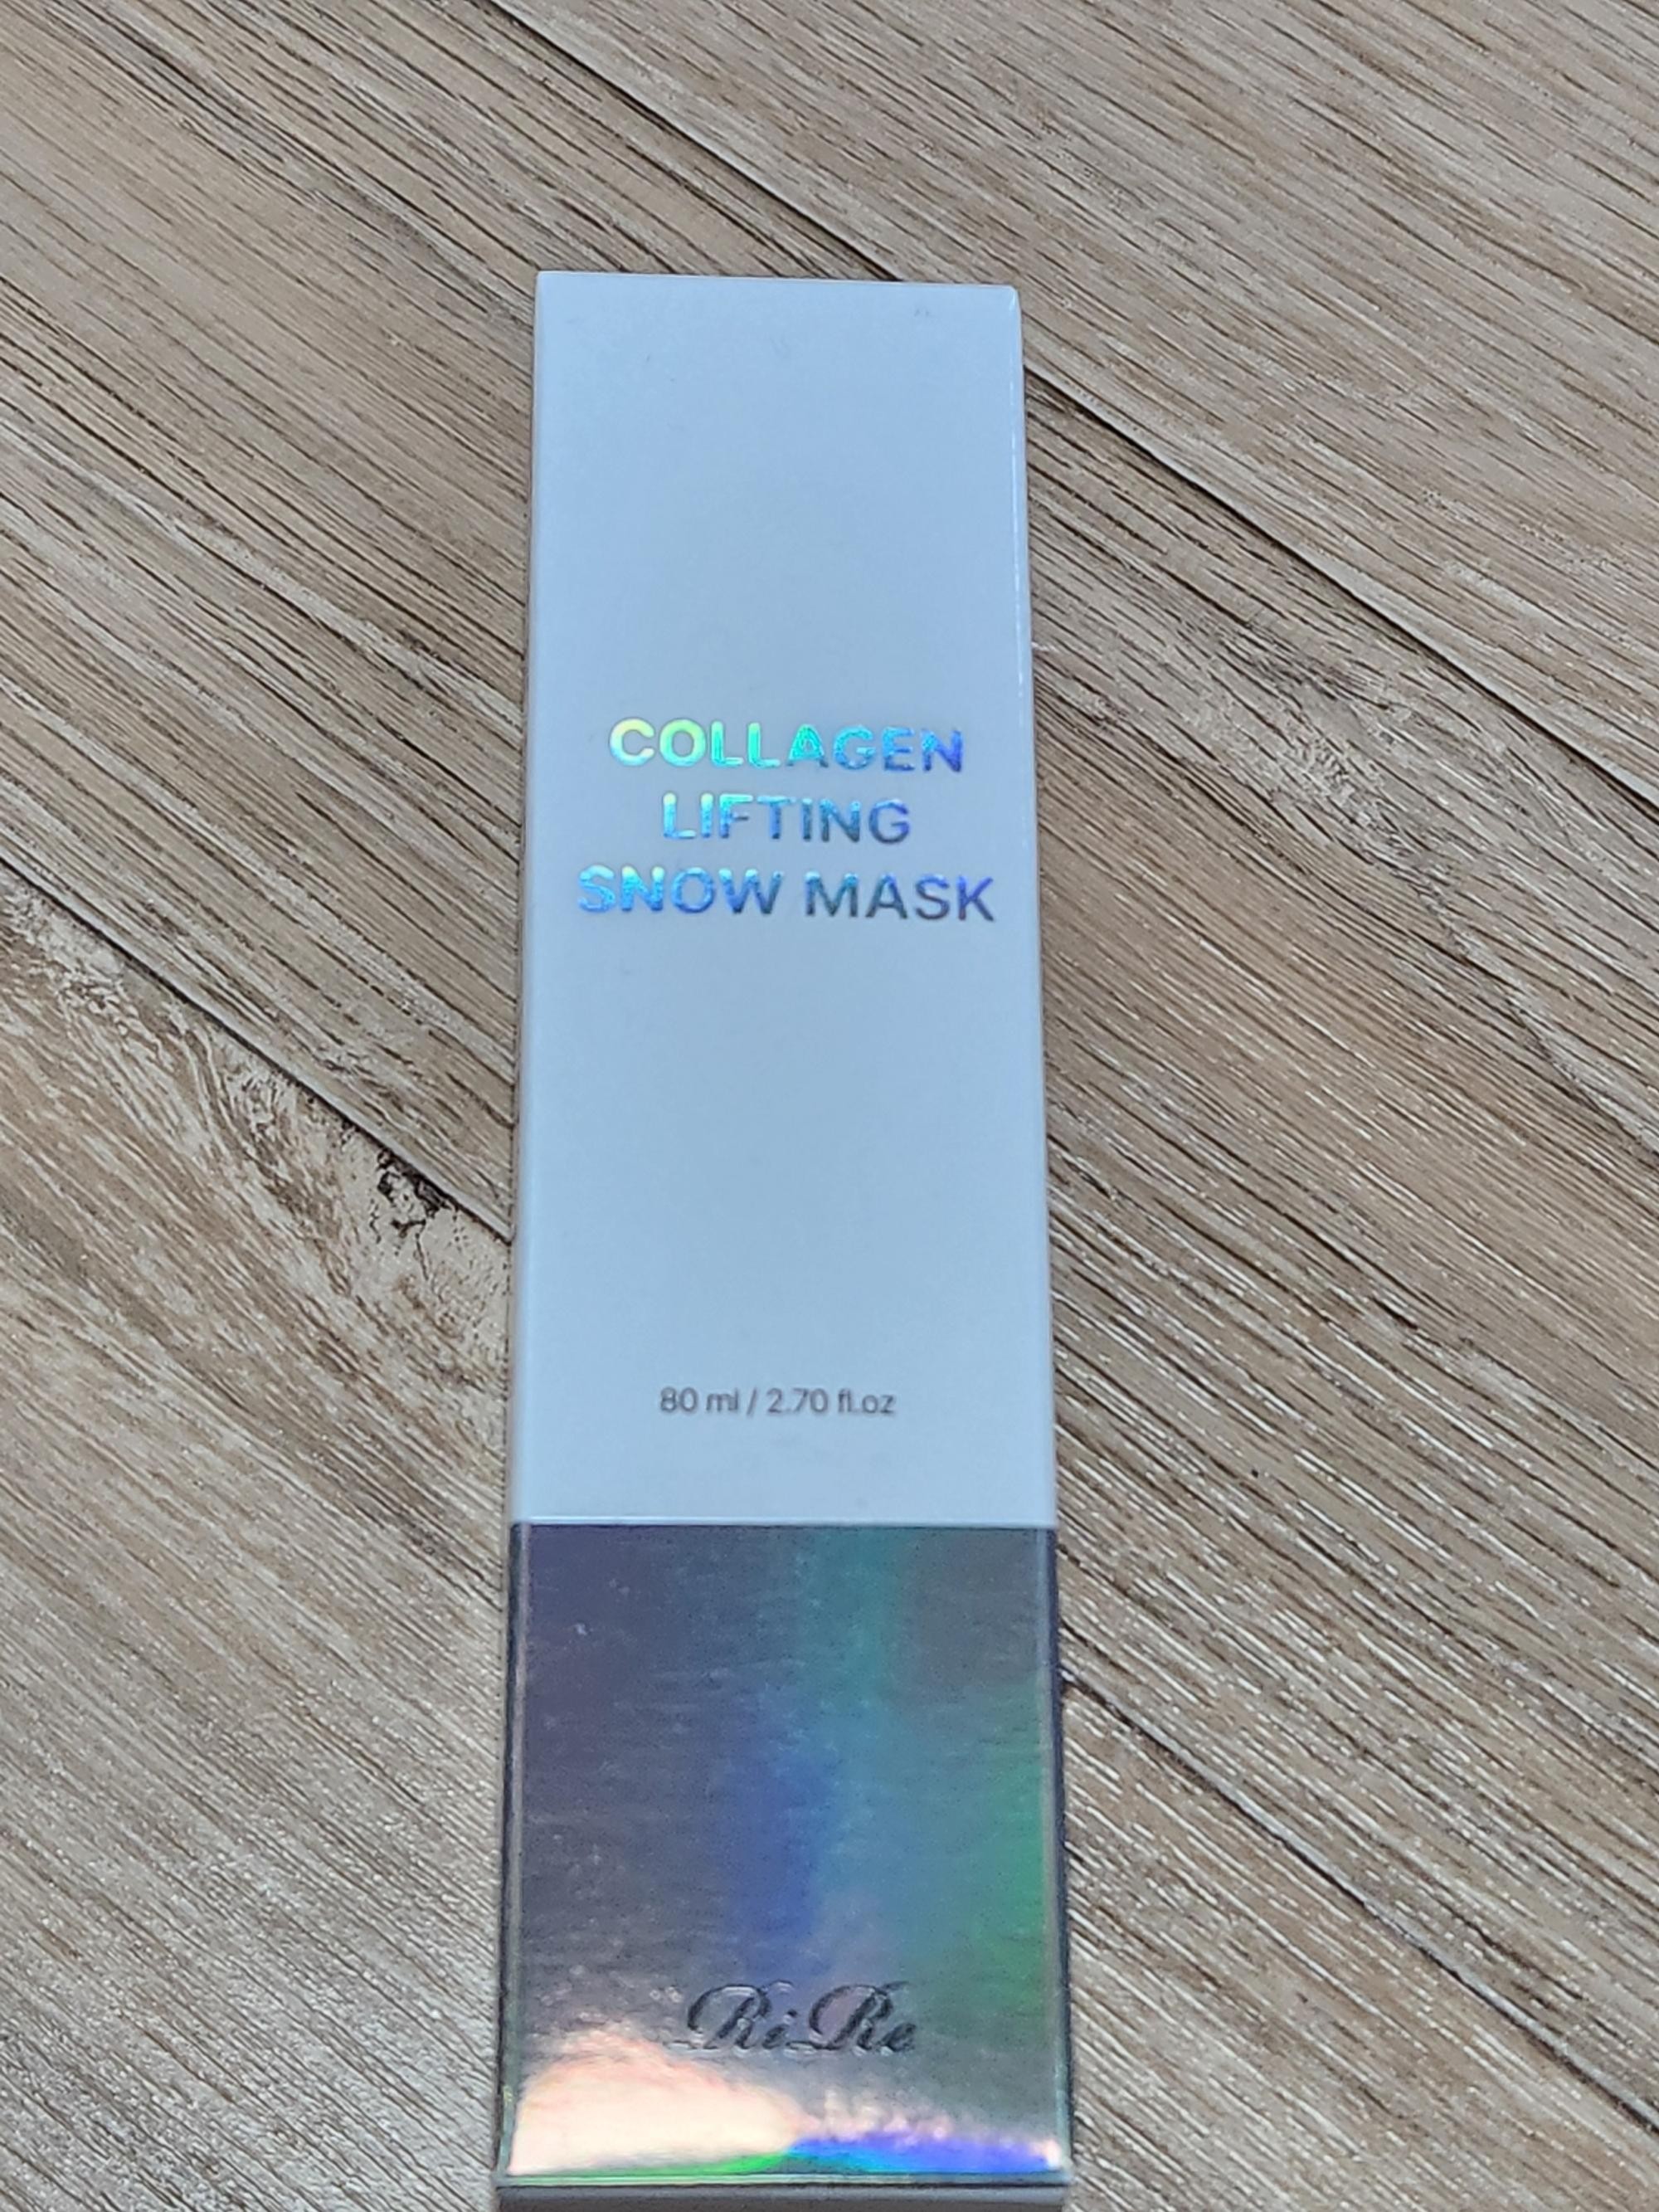 COLLAGEN
LIFTING
SNOW MASK
80 ml / 2.70 fl.oz
RiRe